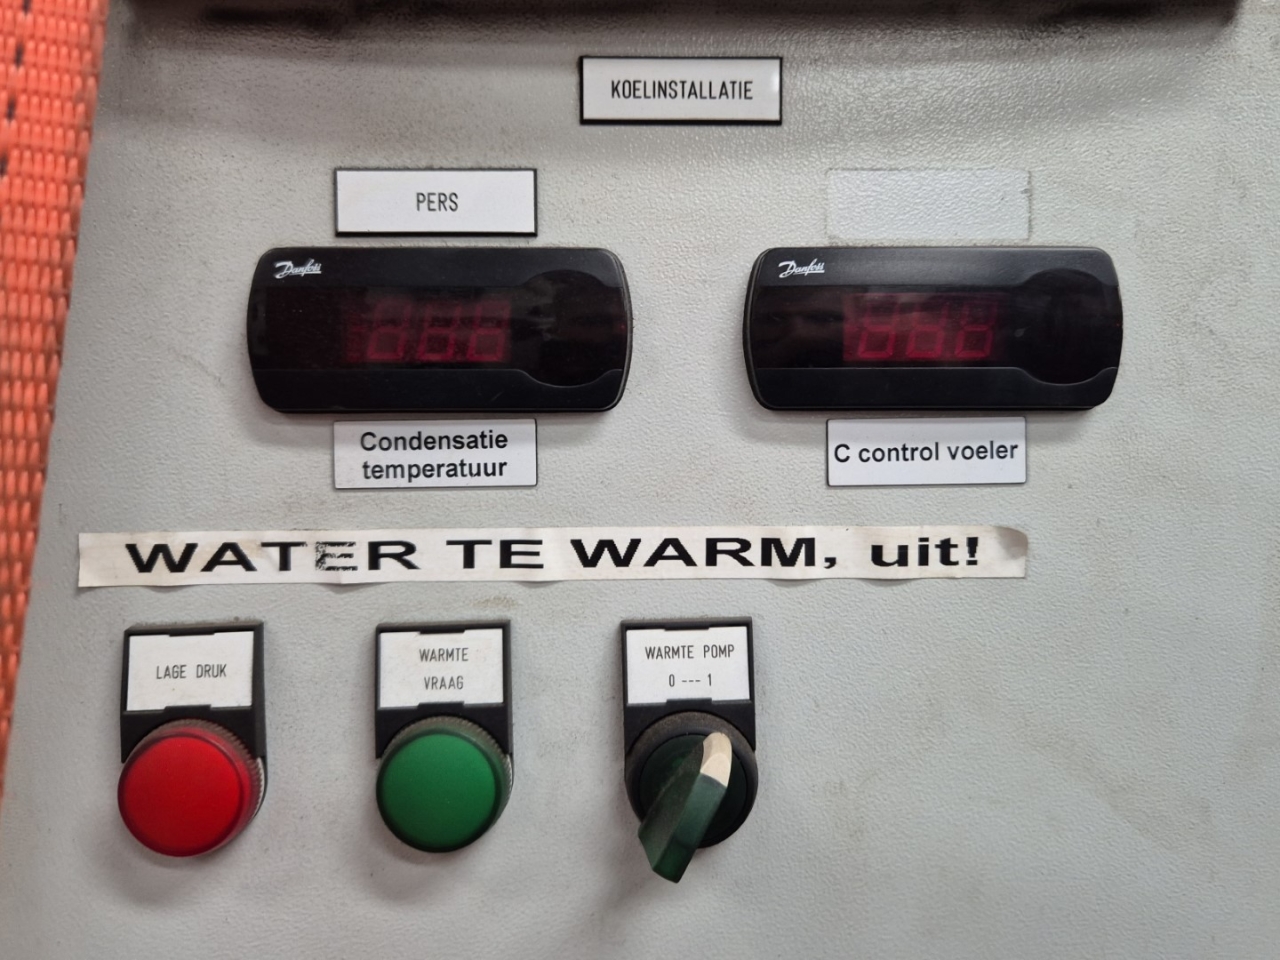 KOELINSTALLATIE
PERS
Danfoss
Danfoss
Condensatie
temperatuur
C control voeler
WATER TE WARM, uit!
LAGE DRUK
WARMTE
VRAAG
WARMTE POMP
0 --- 1